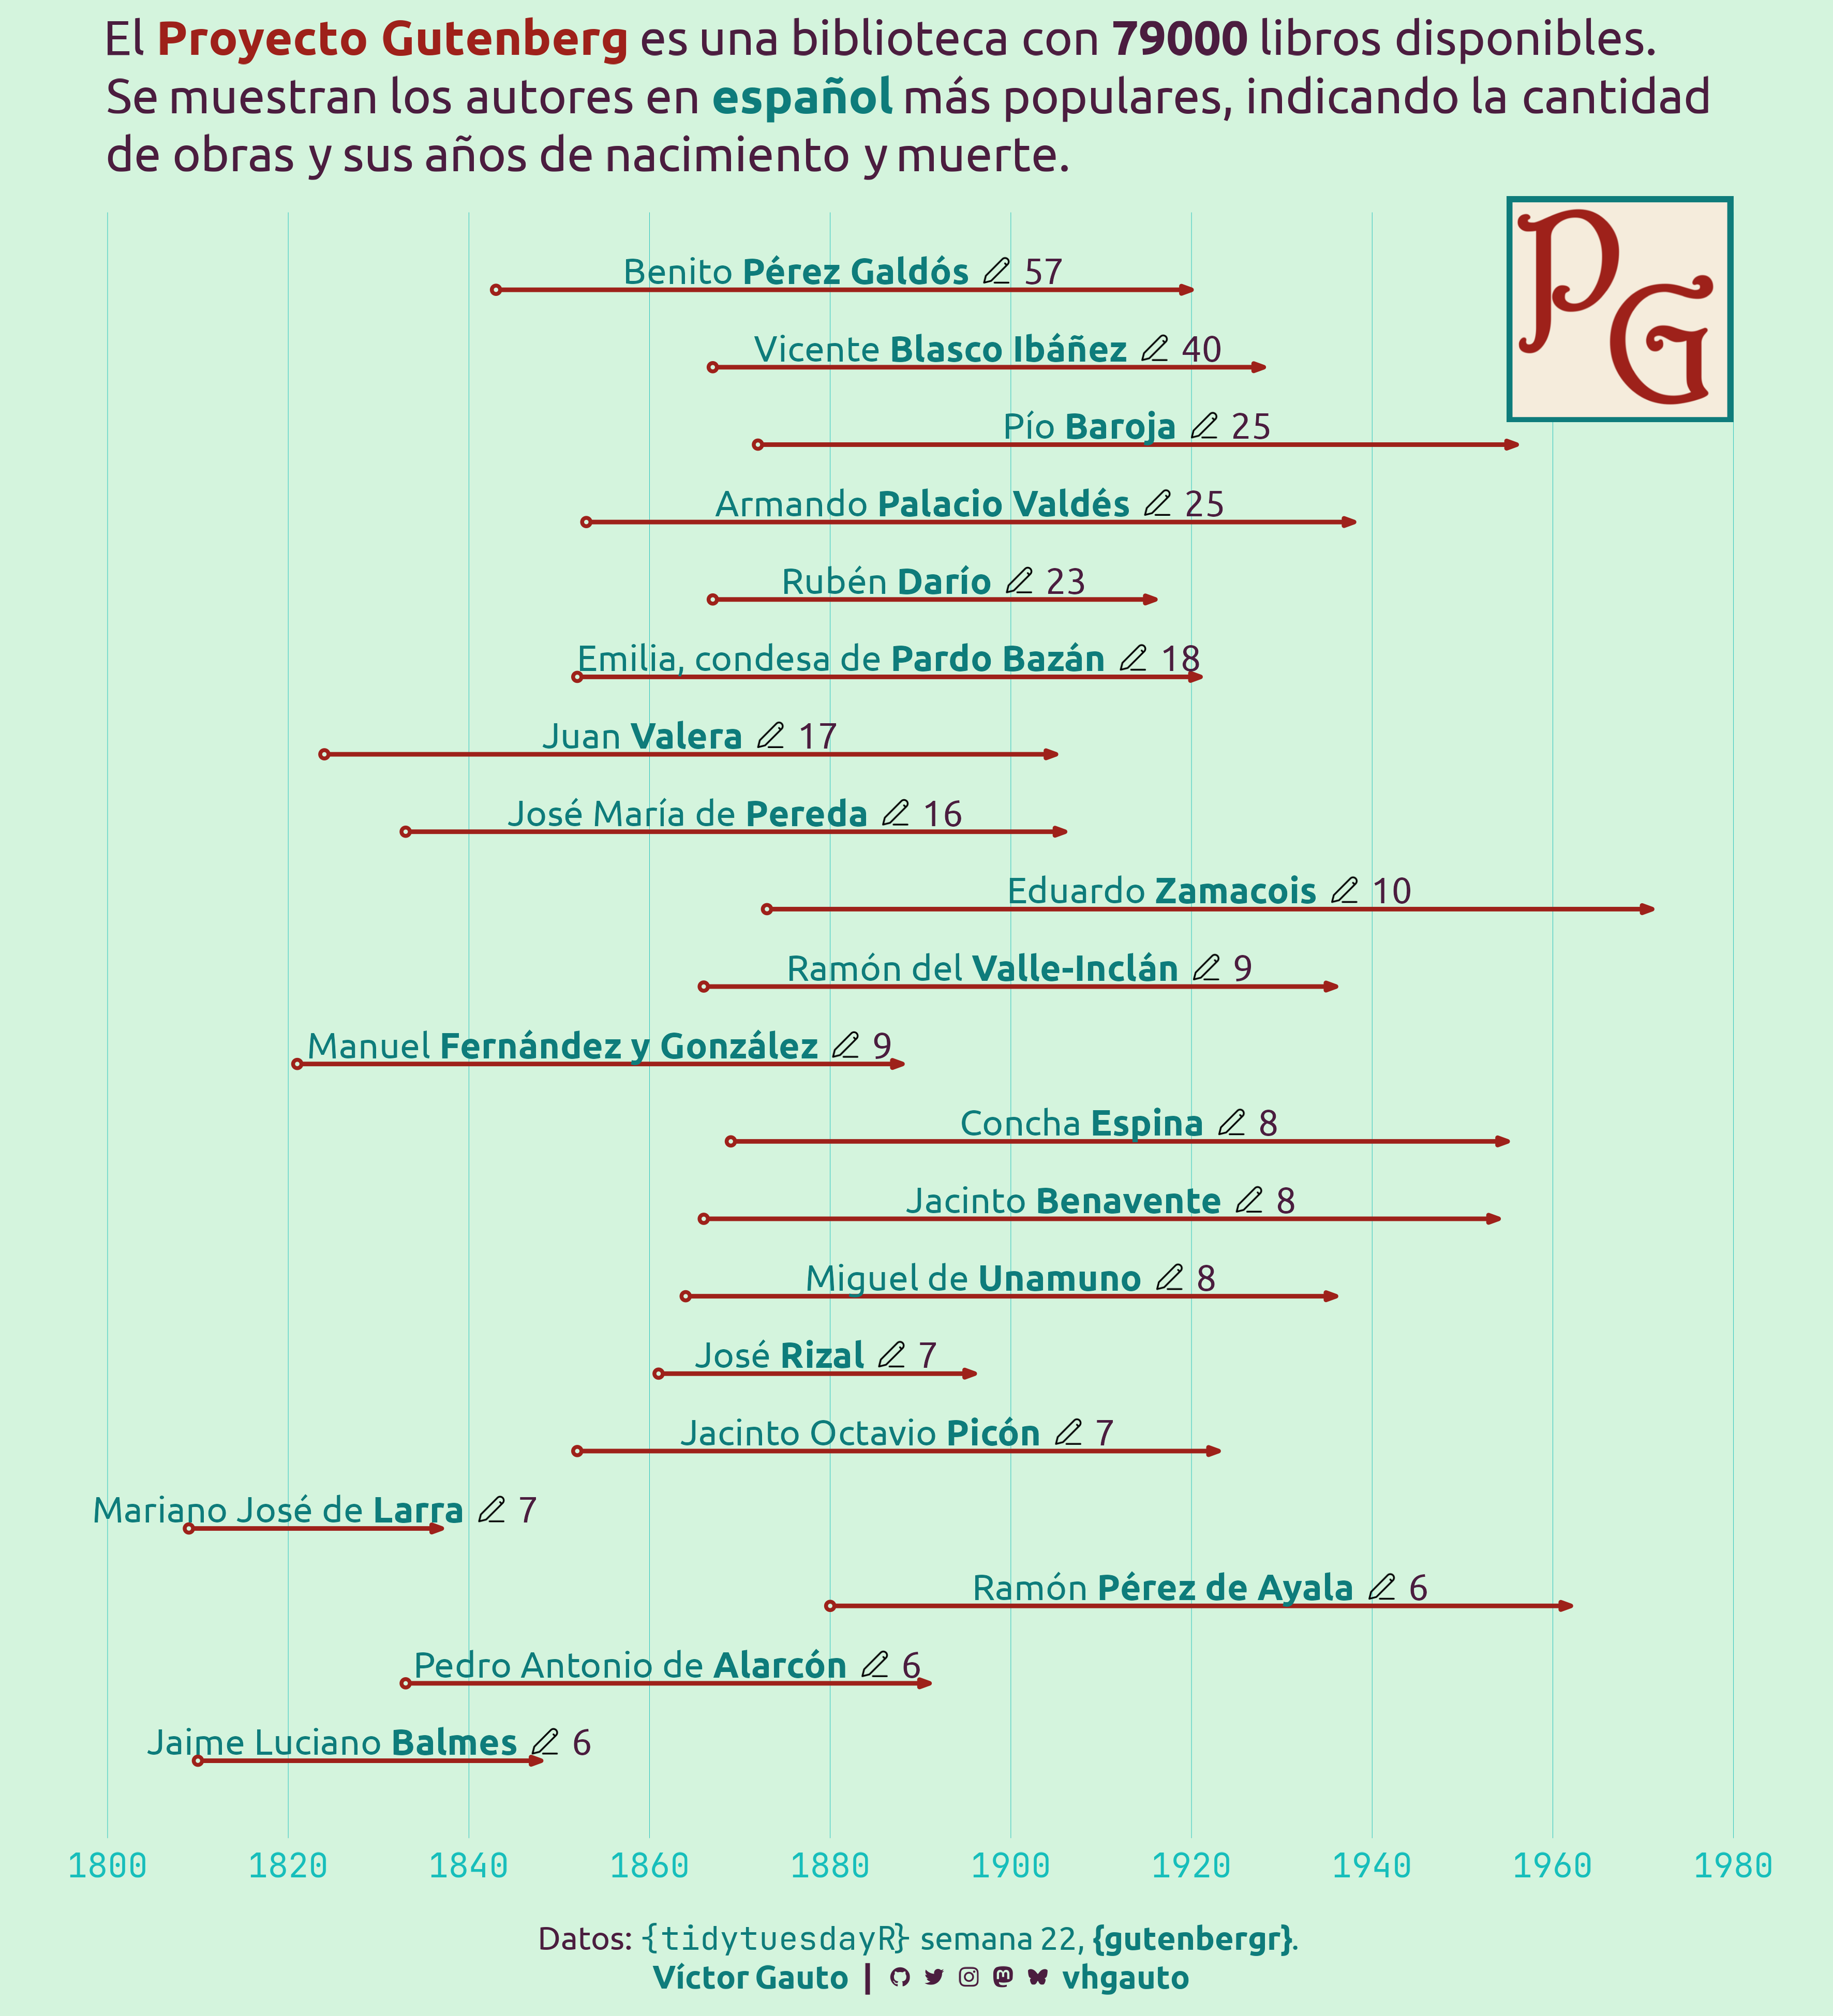 El Proyecto Gutenberg es una biblioteca con 79000 libros disponibles.
Se muestran los autores en español más populares, indicando la cantidad
de obras y sus años de nacimiento y muerte.
PG
Benito Pérez Galdós 57
Vicente Blasco Ibáñez 40
Pío Baroja 25
Armando Palacio Valdés 25
Rubén Darío 23
Emilia, condesa de Pardo Bazán 18
Juan Valera 17
José María de Pereda 16
Eduardo Zamacois 10
Ramón del Valle-Inclán 9
Manuel Fernández y González 9
Concha Espina 8
Jacinto Benavente 8
Miguel de Unamuno 8
José Rizal 7
Jacinto Octavio Picón 7
Mariano José de Larra 7
Ramón Pérez de Ayala 6
Pedro Antonio de Alarcón 6
Jaime Luciano Balmes 6
1800 1820 1840 1860 1880 1900 1920 1940 1960 1980
Datos: {tidytuesdayR} semana 22, {gutenbergr}.
Víctor Gauto | vhgauto